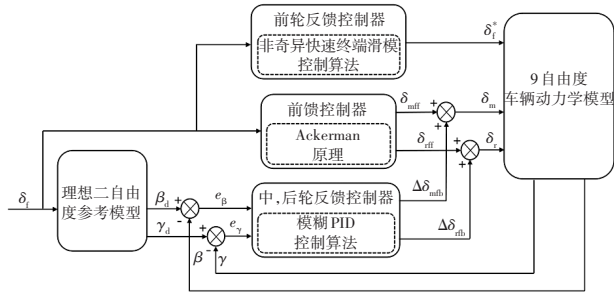 前轮反馈控制器
非奇异快速终端滑模
控制算法
δf*
9自由度
车辆动力学模型
前馈控制器
Ackerman
原理
δmff
δrff
+
+
δm
+
+
δr
δf
理想二自由
度参考模型
βd
γd
+
-
eβ
+
-
eγ
β
γ
中,后轮反馈控制器
模糊PID
控制算法
Δδmfb
Δδrfb